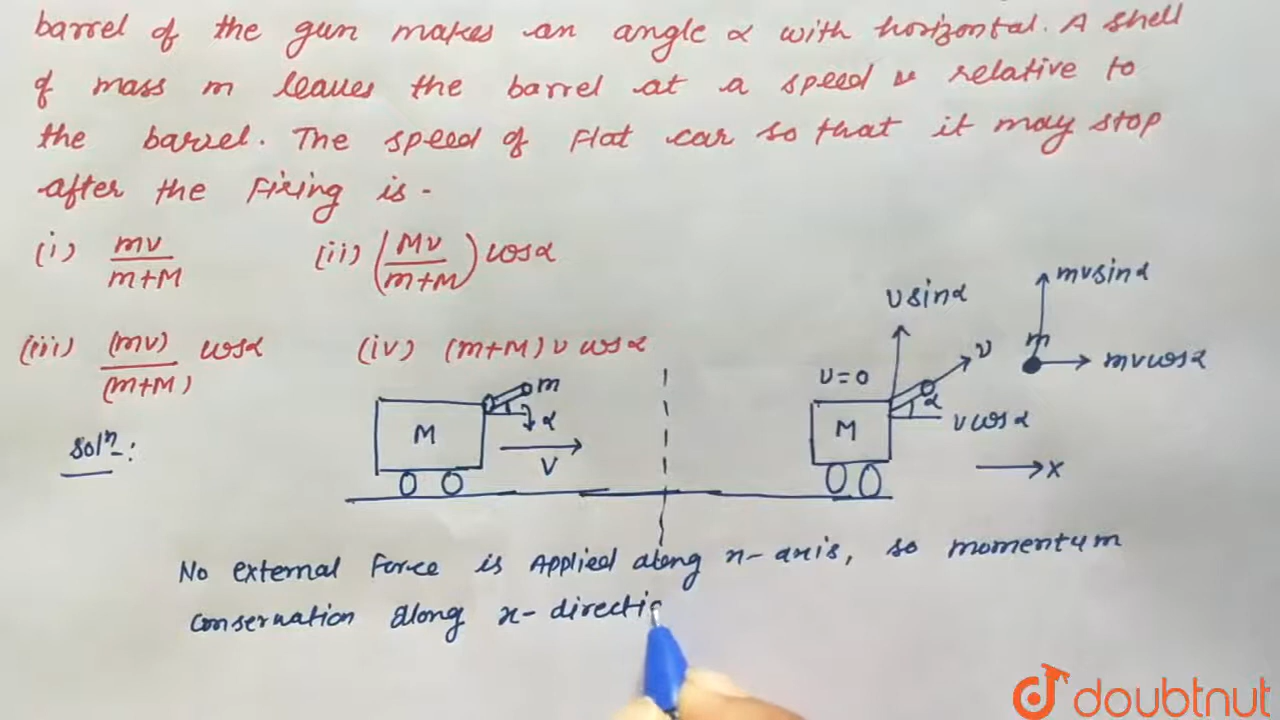 barrel of the gun makes an angle α with horizontal. A shell
of mass m leaves the barrel at a speed v relative to
the barrel. The speed of flat car so that it may stop
after the firing is -
(i) mv/m+M (ii) (Mv/m+M) cosα
(iii) (mv)/(m+M) cosα (iv) (m+M) v cosα
Solⁿ:
M
m
α
V
v=0
M
v sinα
v
α
v cosα
x
m
mv sinα
mv cosα
No external Force is Applied along x-axis, so momentum
conservation along x-directio
doubtnut